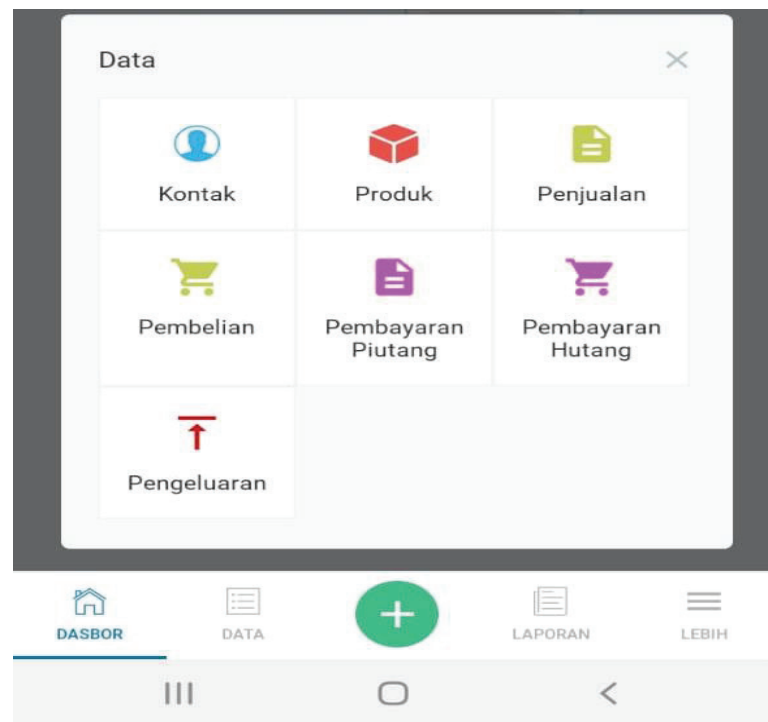 Data
Kontak
Produk
Penjualan
Pembelian
Pembayaran
Piutang
Pembayaran
Hutang
Pengeluaran
DASBOR
DATA
LAPORAN
LEBIH